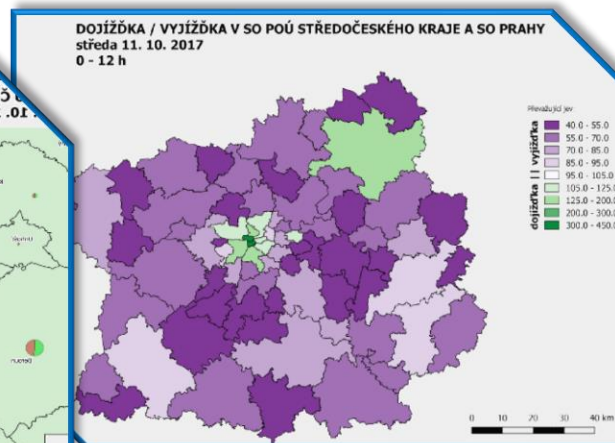 DOJÍŽĎKA / VYJÍŽĎKA V SO POÚ STŘEDOČESKÉHO KRAJE A SO PRAHY
středa 11. 10. 2017
0 - 12 h
Převažující jev
dojížďka || vyjížďka
40.0 - 55.0
55.0 - 70.0
70.0 - 85.0
85.0 - 95.0
95.0 - 105.0
105.0 - 125.0
125.0 - 200.0
200.0 - 300.0
300.0 - 450.0
0 10 20 30 40 km